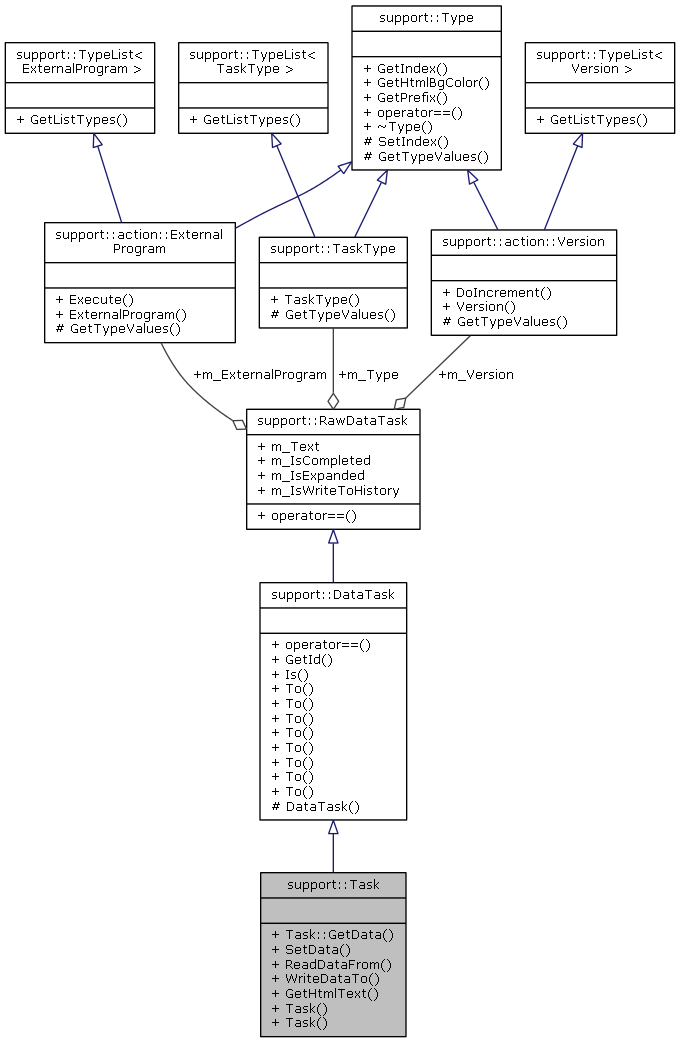 support::Type
+ GetIndex()
+ GetHtmlBgColor()
+ GetPrefix()
+ operator==()
+ ~Type()
# SetIndex()
# GetTypeValues()
support::TypeList<
ExternalProgram >
+ GetListTypes()
support::TypeList<
TaskType >
+ GetListTypes()
support::TypeList<
Version >
+ GetListTypes()
support::action::External
Program
+ Execute()
+ ExternalProgram()
# GetTypeValues()
support::TaskType
+ TaskType()
# GetTypeValues()
support::action::Version
+ DoIncrement()
+ Version()
# GetTypeValues()
+m_ExternalProgram
+m_Type
+m_Version
support::RawDataTask
+ m_Text
+ m_IsCompleted
+ m_IsExpanded
+ m_IsWriteToHistory
+ operator==()
support::DataTask
+ operator==()
+ GetId()
+ Is()
+ To()
+ To()
+ To()
+ To()
+ To()
+ To()
+ To()
+ To()
# DataTask()
support::Task
+ Task::GetData()
+ SetData()
+ ReadDataFrom()
+ WriteDataTo()
+ GetHtmlText()
+ Task()
+ Task()